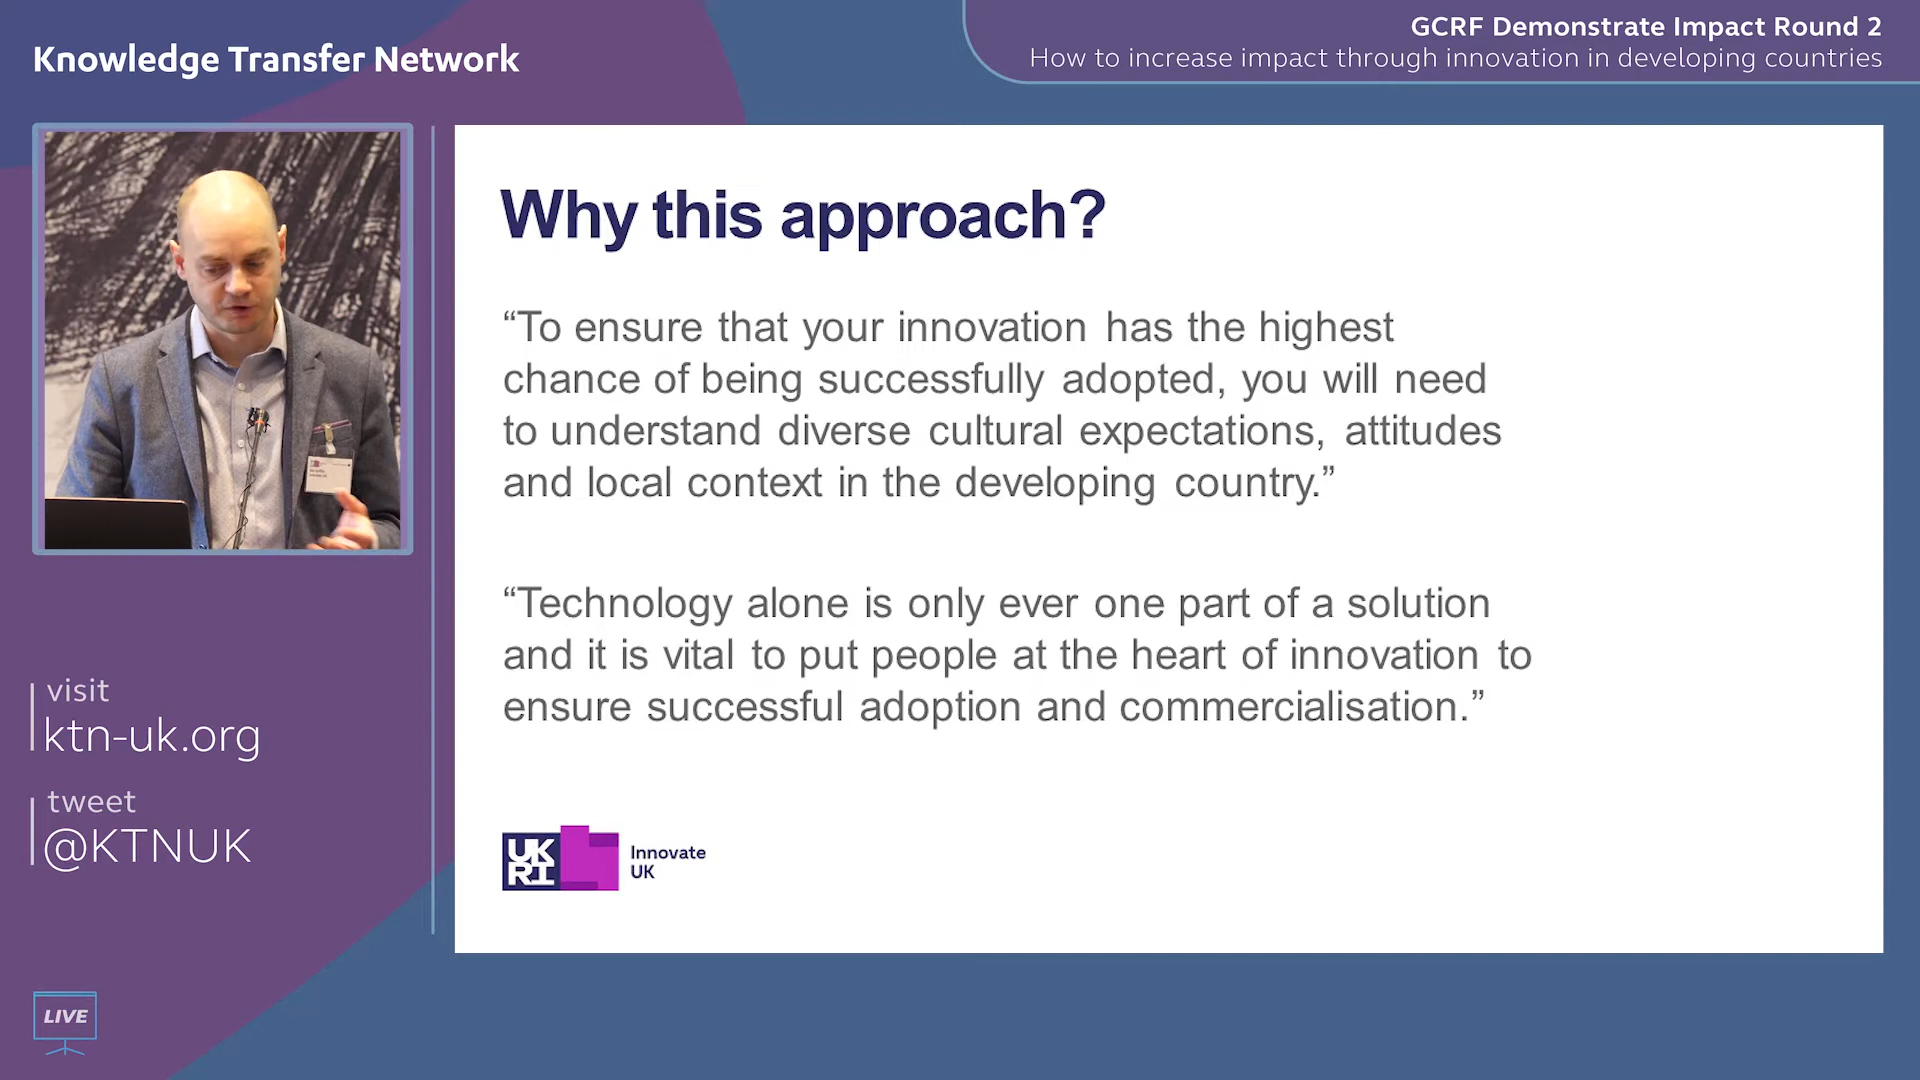 Knowledge Transfer Network
GCRF Demonstrate Impact Round 2
How to increase impact through innovation in developing countries
Why this approach?
“To ensure that your innovation has the highest
chance of being successfully adopted, you will need
to understand diverse cultural expectations, attitudes
and local context in the developing country.”
“Technology alone is only ever one part of a solution
and it is vital to put people at the heart of innovation to
ensure successful adoption and commercialisation.”
UK
RI
Innovate
UK
visit
ktn-uk.org
tweet
@KTNUK
LIVE